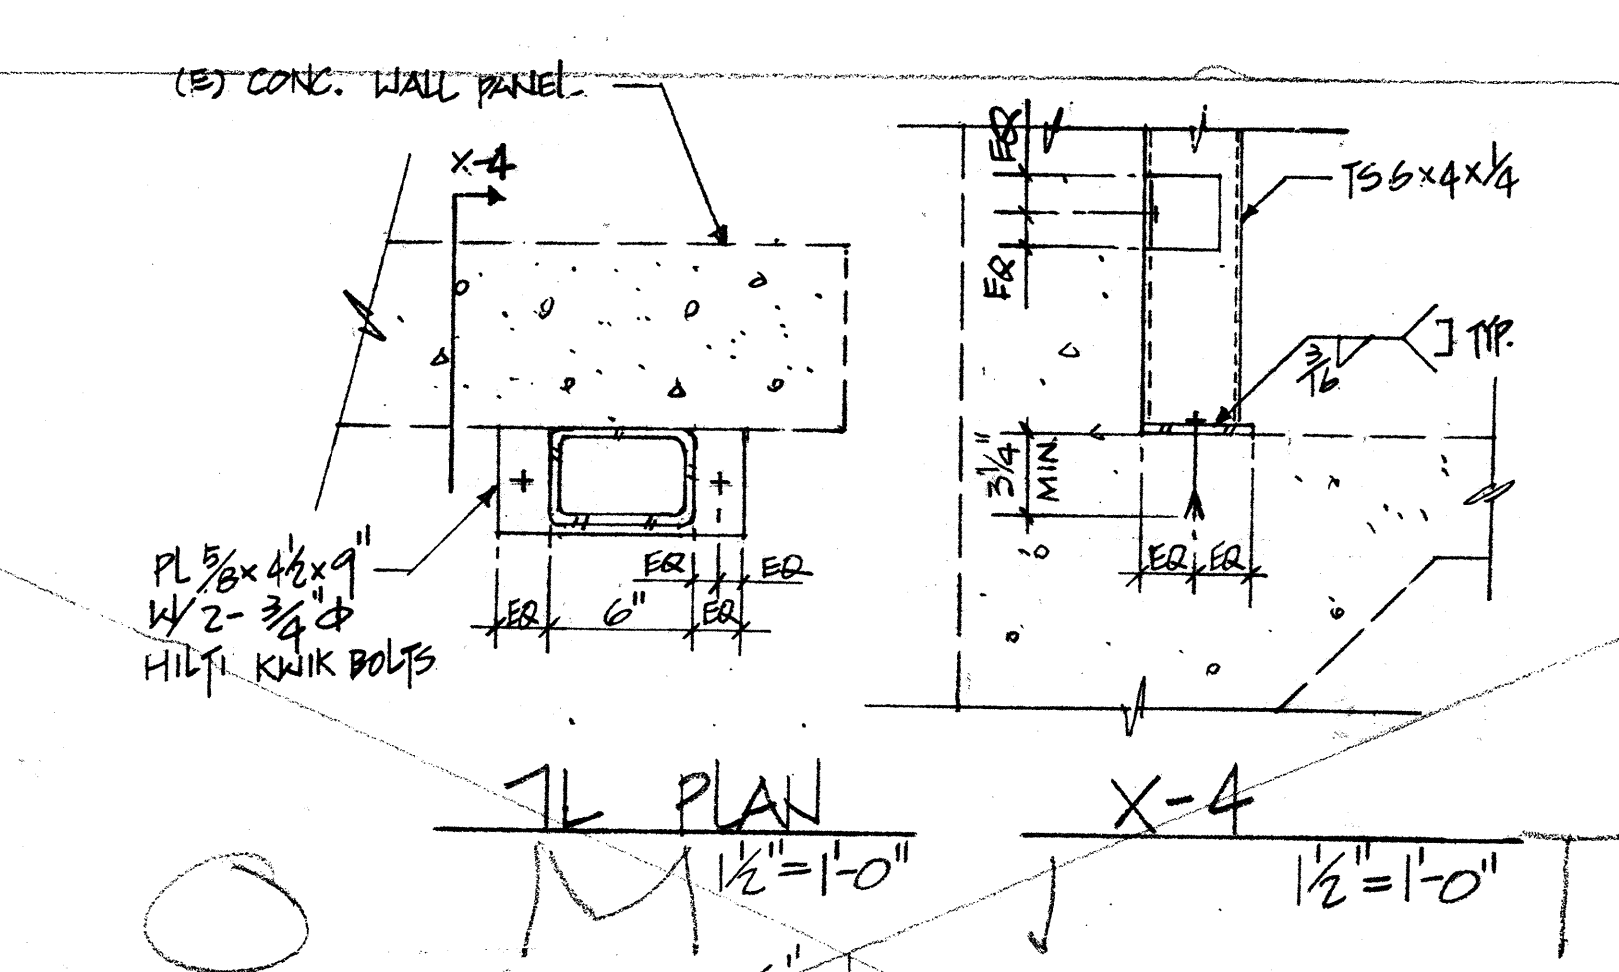 (E) CONC. WALL PANEL
X-4
PL 5/8 x 4 1/2 x 9"
W/ 2- 3/4"φ
HILTI KWIK BOLTS
EQ EQ
EQ 6" EQ
PLAN
1 1/2"=1'-0"
EQ
EQ
TS 6 x 4 x 1/4
3/16
TYP.
3 1/4"
MIN.
EQ EQ
X-4
1 1/2"=1'-0"